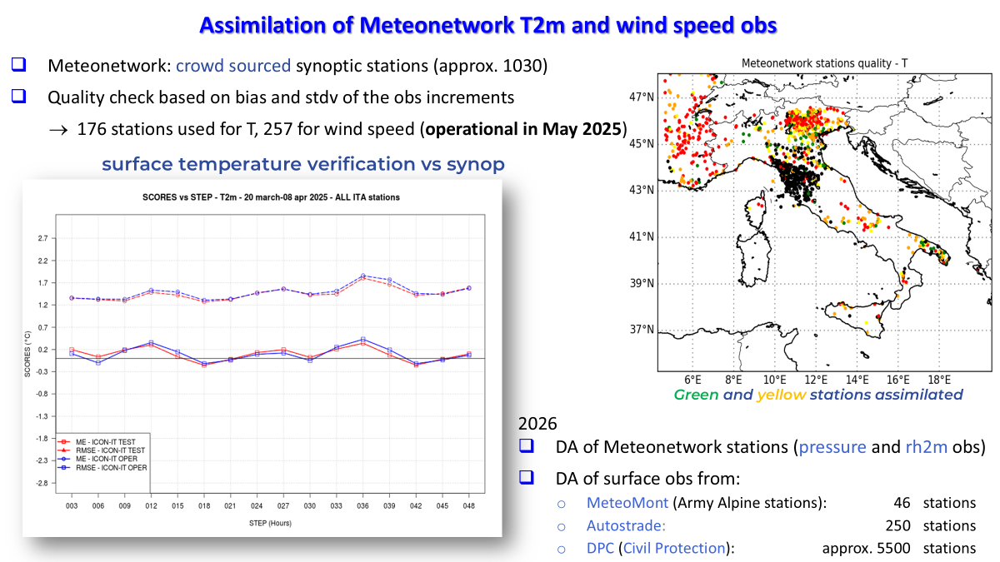 Assimilation of Meteonetwork T2m and wind speed obs
Meteonetwork: crowd sourced synoptic stations (approx. 1030)
Quality check based on bias and stdv of the obs increments
→ 176 stations used for T, 257 for wind speed (operational in May 2025)
surface temperature verification vs synop
SCORES vs STEP - T2m - 20 march-08 apr 2025 - ALL ITA stations
SCORES (°C)
2.7
2.2
1.7
1.2
0.7
0.2
-0.3
-0.8
-1.3
-1.8
-2.3
-2.8
ME - ICON-IT TEST
RMSE - ICON-IT TEST
ME - ICON-IT OPER
RMSE - ICON-IT OPER
003 006 009 012 015 018 021 024 027 030 033 036 039 042 045 048
STEP (Hours)
Meteonetwork stations quality - T
47°N
45°N
43°N
41°N
39°N
37°N
6°E 8°E 10°E 12°E 14°E 16°E 18°E
Green and yellow stations assimilated
2026
DA of Meteonetwork stations (pressure and rh2m obs)
DA of surface obs from:
MeteoMont (Army Alpine stations): 46 stations
Autostrade: 250 stations
DPC (Civil Protection): approx. 5500 stations